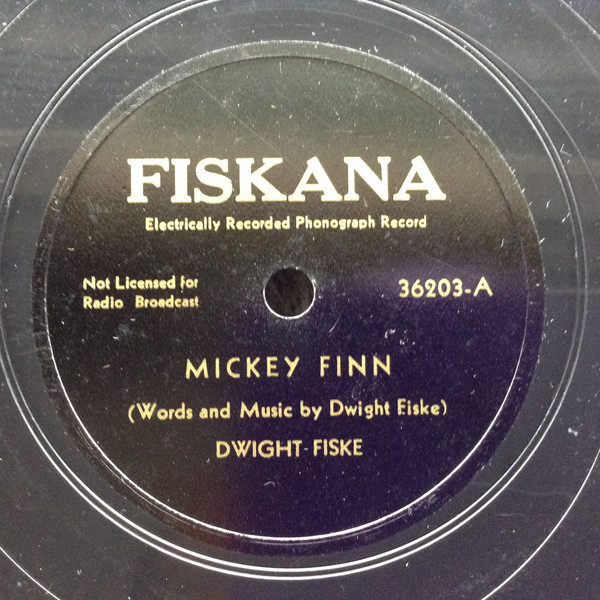 FISKANA
Electrically Recorded Phonograph Record
Not Licensed for
Radio Broadcast
36203-A
MICKEY FINN
(Words and Music by Dwight Fiske)
DWIGHT FISKE